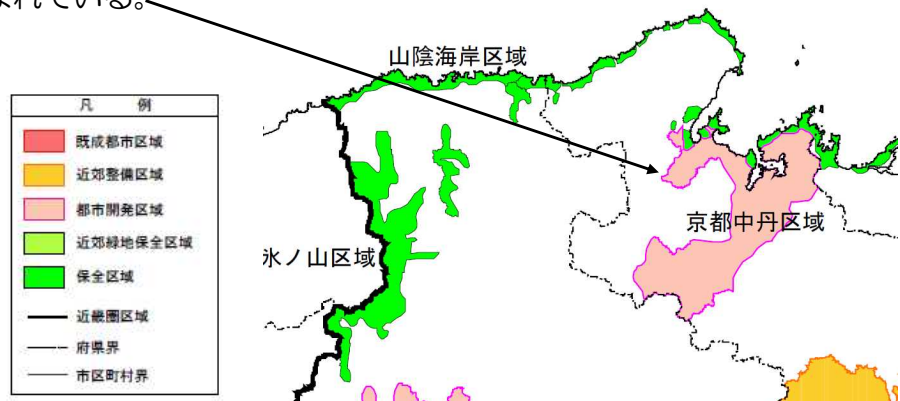 まれている。
山陰海岸区域
凡 例
既成都市区域
近郊整備区域
都市開発区域
近郊緑地保全区域
保全区域
近畿圏区域
府県界
市区町村界
氷ノ山区域
京都中丹区域